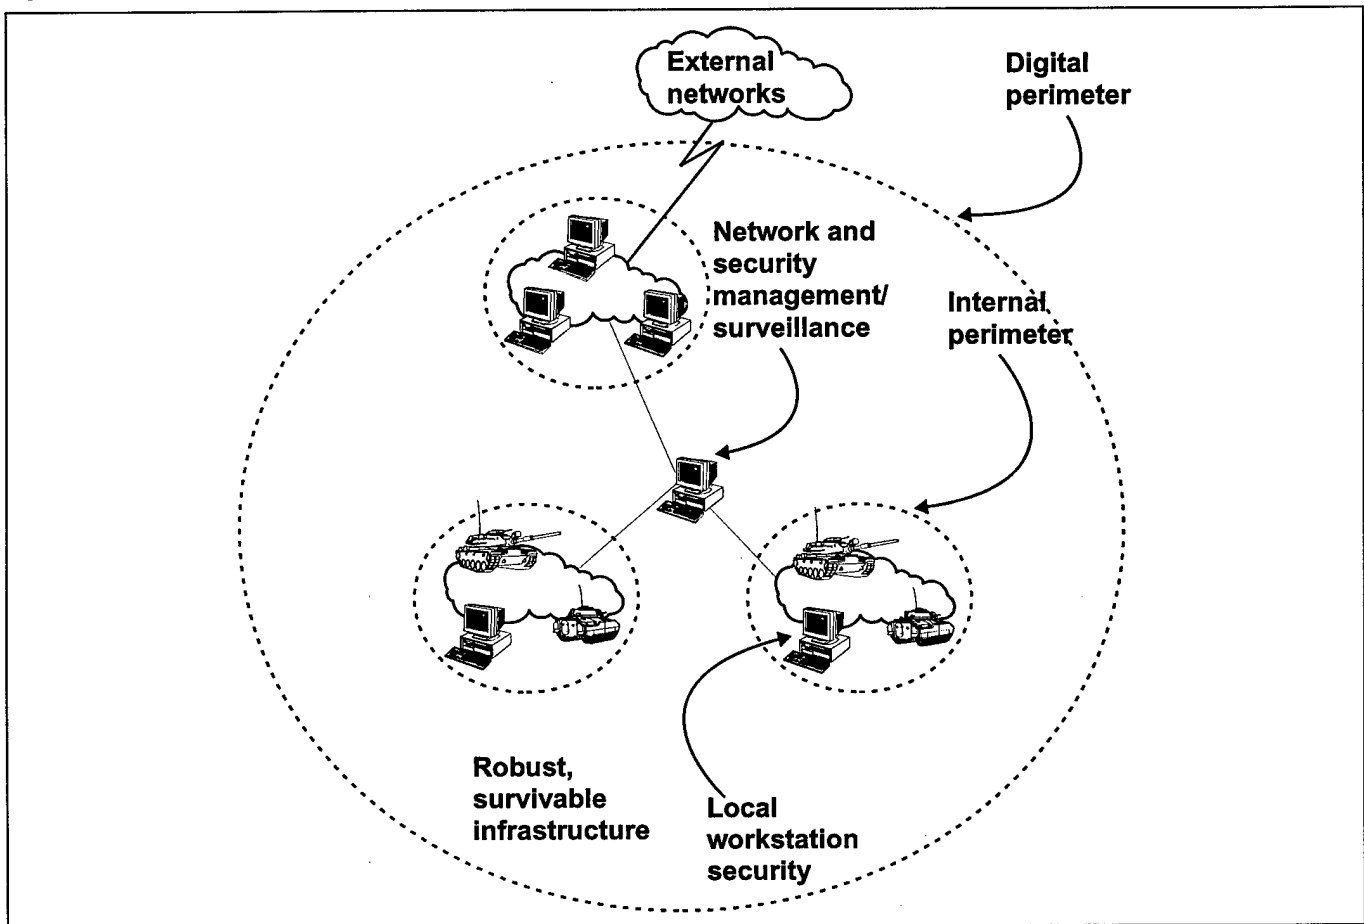 External
networks
Digital
perimeter
Network and
security
management/
surveillance
Internal
perimeter
Robust,
survivable
infrastructure
Local
workstation
security